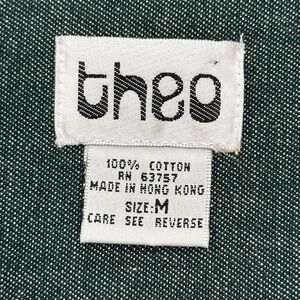 theo
100% COTTON
RN 63757
MADE IN HONG KONG
SIZE: M
CARE SEE REVERSE